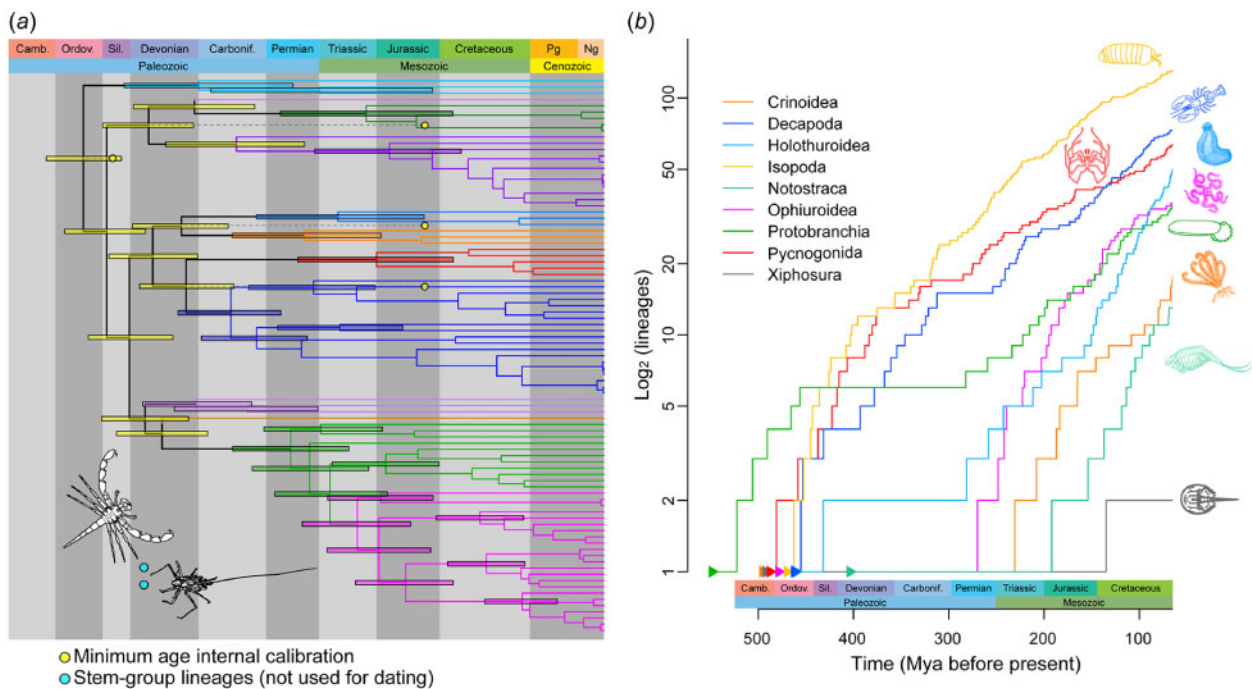 (a)
Camb. Ordov. Sil. Devonian Carbonif. Permian Triassic Jurassic Cretaceous Pg Ng
Paleozoic Mesozoic Cenozoic
Minimum age internal calibration
Stem-group lineages (not used for dating)
(b)
100
50
20
10
5
2
1
Log2 (lineages)
Crinoidea
Decapoda
Holothuroidea
Isopoda
Notostraca
Ophiuroidea
Protobranchia
Pycnogonida
Xiphosura
Camb. Ordov. Sil. Devonian Carbonif. Permian Triassic Jurassic Cretaceous
Paleozoic Mesozoic
500 400 300 200 100
Time (Mya before present)